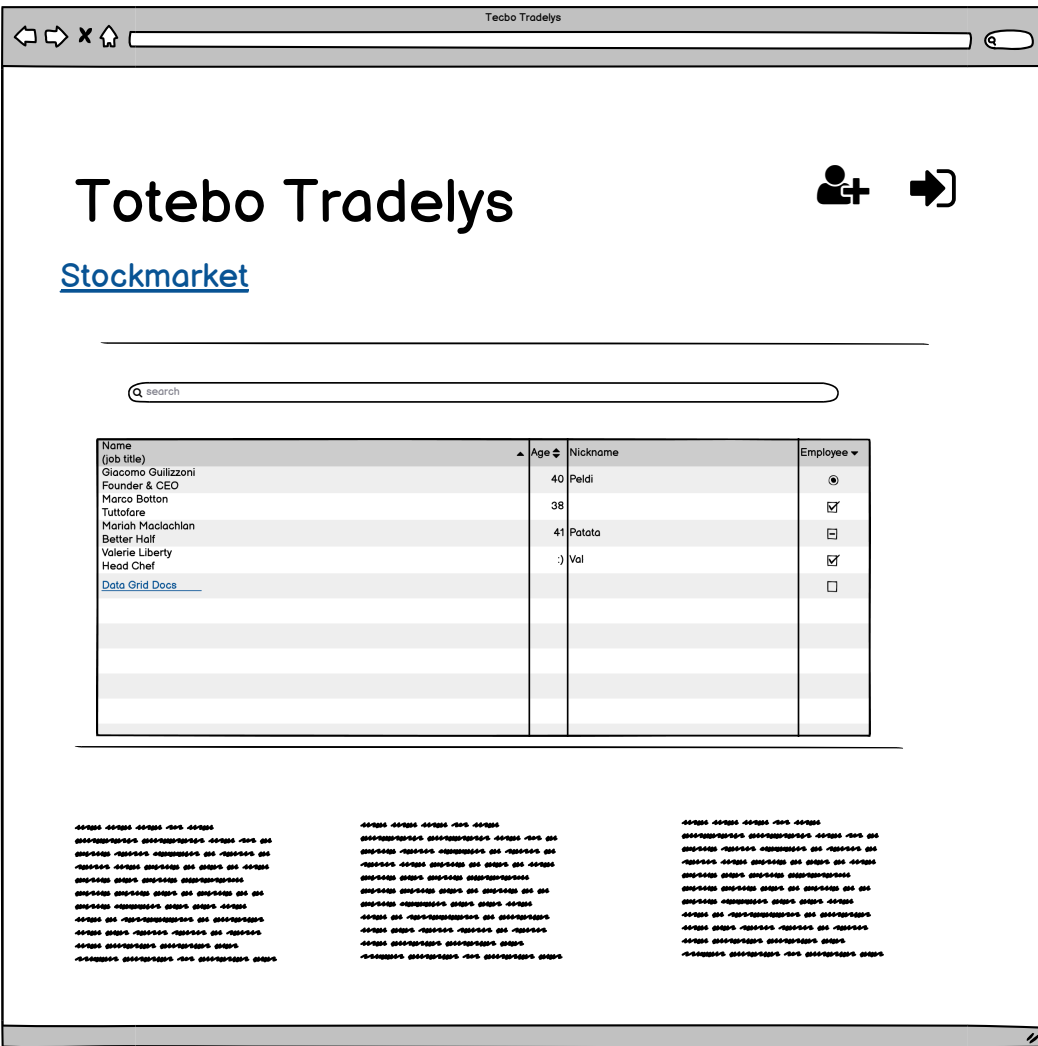 Tecbo Tradelys
Totebo Tradelys
Stockmarket
search
Name
(job title)
Age
Nickname
Employee
Giacomo Guilizzoni
Founder & CEO
40
Peldi
Marco Botton
Tuttofare
38
Mariah Maclachlan
Better Half
41
Patata
Valerie Liberty
Head Chef
:)
Val
Data Grid Docs